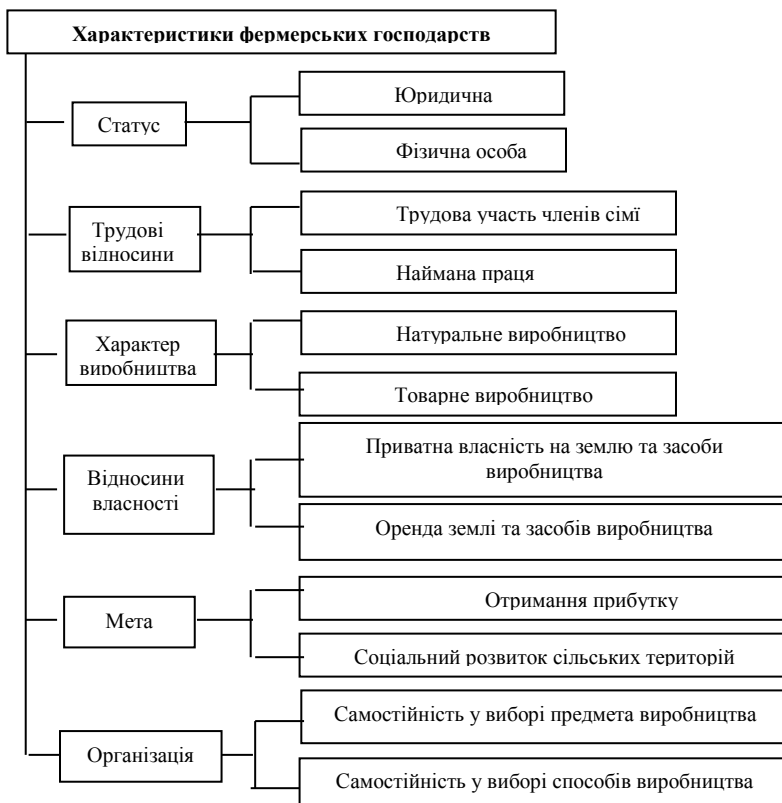 Характеристики фермерських господарств
Статус
Юридична
Фізична особа
Трудові
відносини
Трудова участь членів сім'ї
Наймана праця
Характер
виробництва
Натуральне виробництво
Товарне виробництво
Відносини
власності
Приватна власність на землю та засоби
виробництва
Оренда землі та засобів виробництва
Мета
Отримання прибутку
Соціальний розвиток сільських територій
Організація
Самостійність у виборі предмета виробництва
Самостійність у виборі способів виробництва